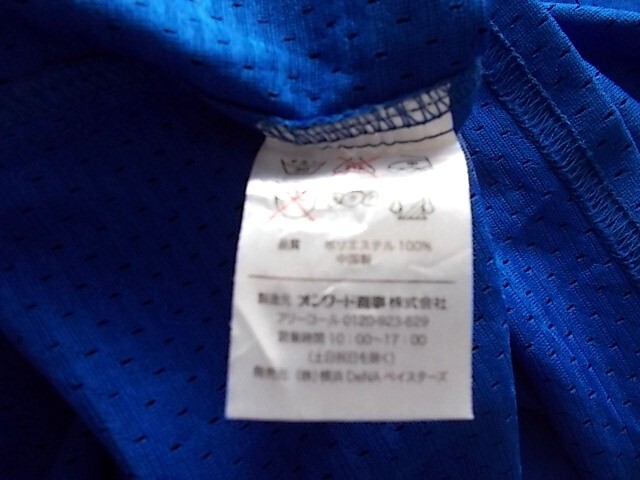 品質 ポリエステル 100%
中国製
製造元 オンワード商事株式会社
フリーコール 0120-923-629
営業時間 10:00~17:00
(土日祝日を除く)
発売元 (株)横浜 DeNA ベイスターズ